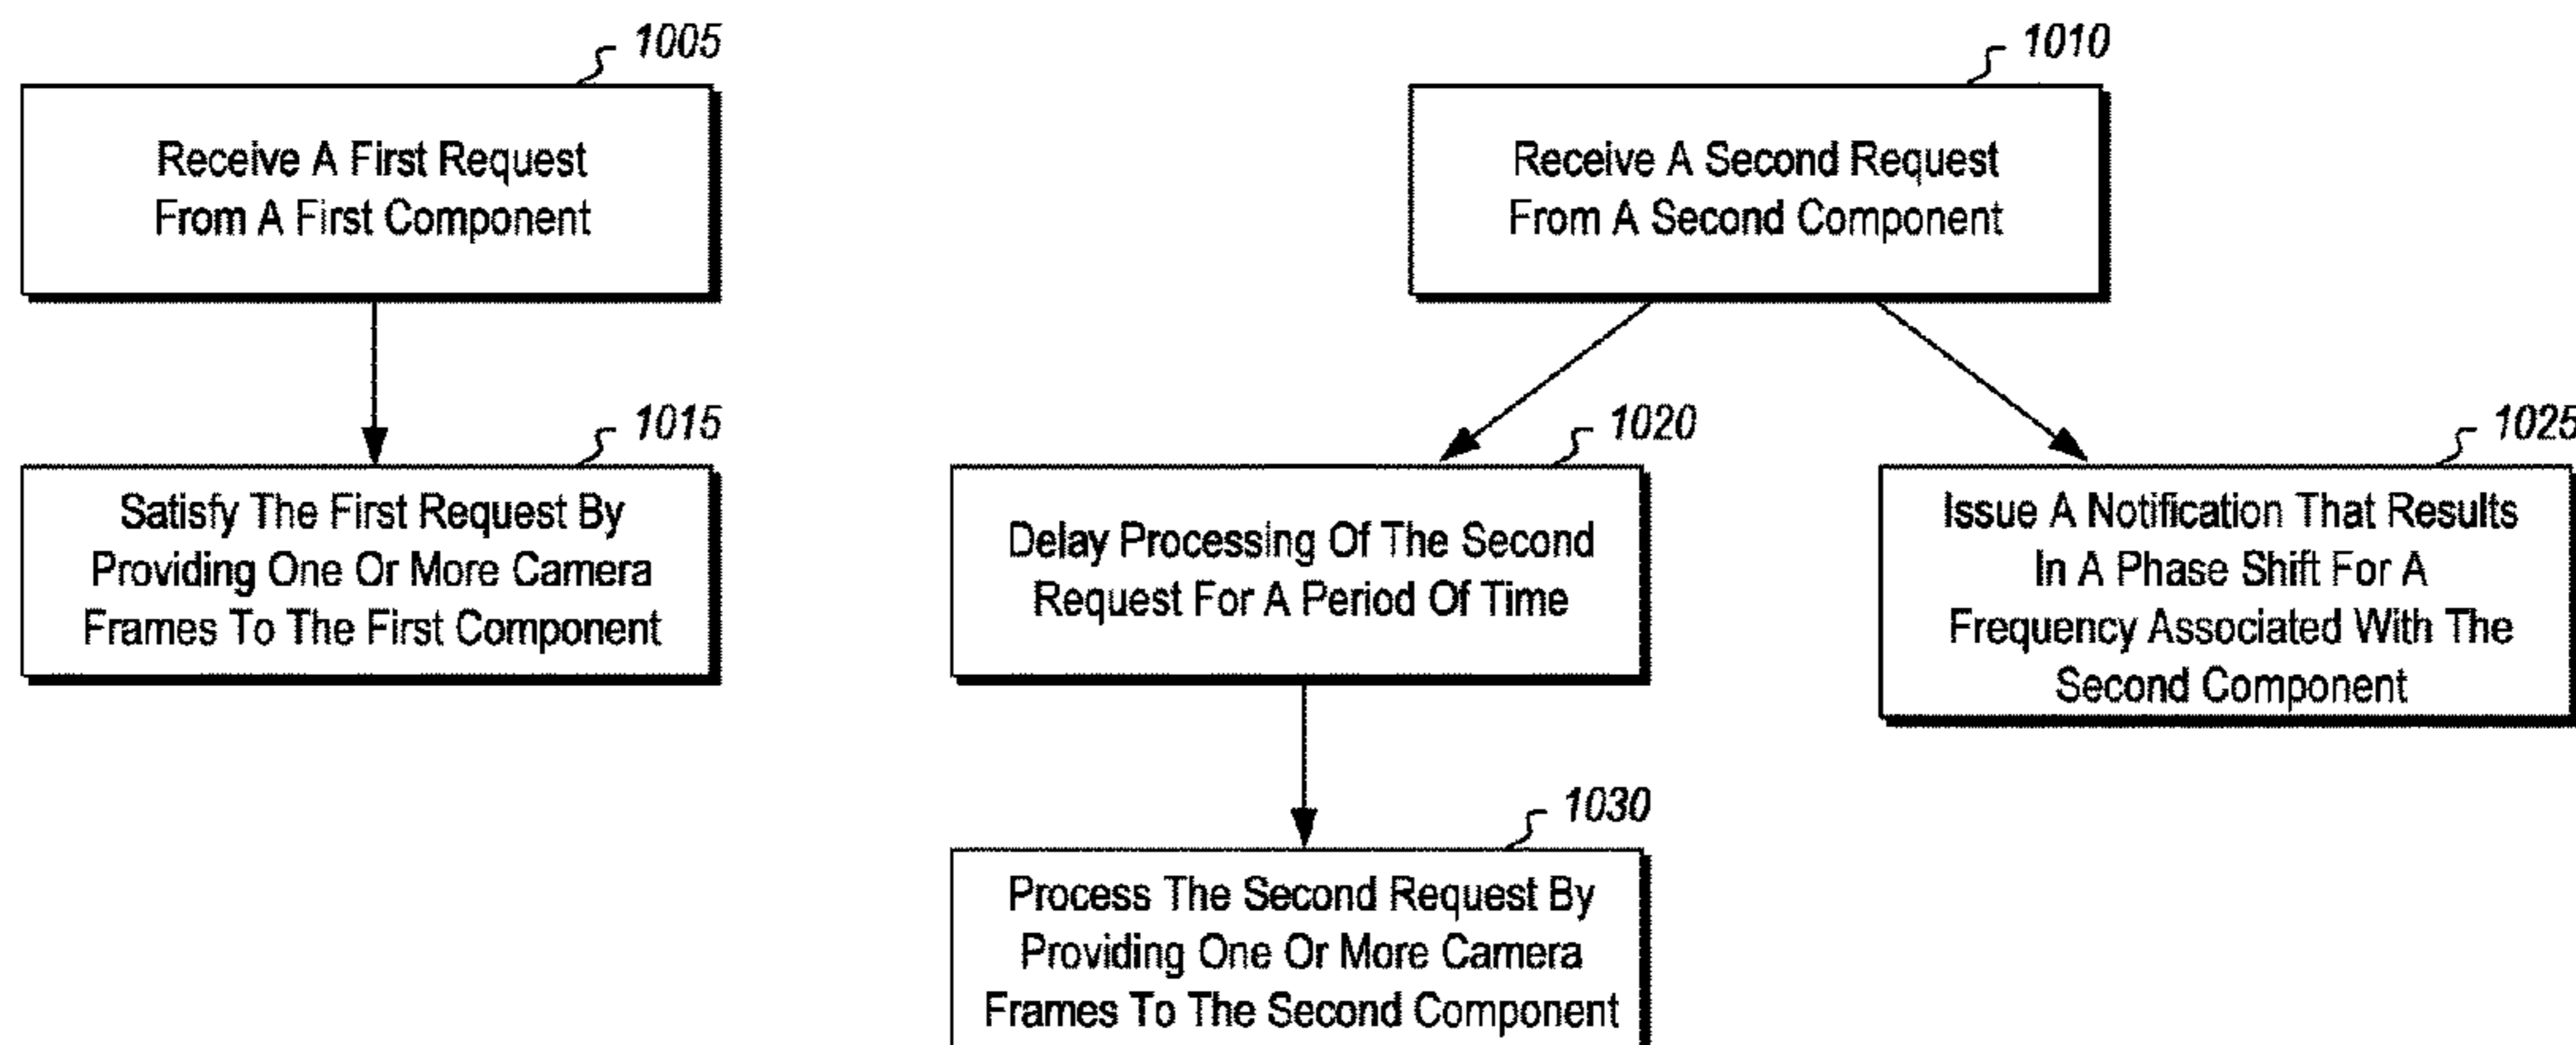 1005
Receive A First Request
From A First Component
1010
Receive A Second Request
From A Second Component
1015
Satisfy The First Request By
Providing One Or More Camera
Frames To The First Component
1020
Delay Processing Of The Second
Request For A Period Of Time
1025
Issue A Notification That Results
In A Phase Shift For A
Frequency Associated With The
Second Component
1030
Process The Second Request By
Providing One Or More Camera
Frames To The Second Component